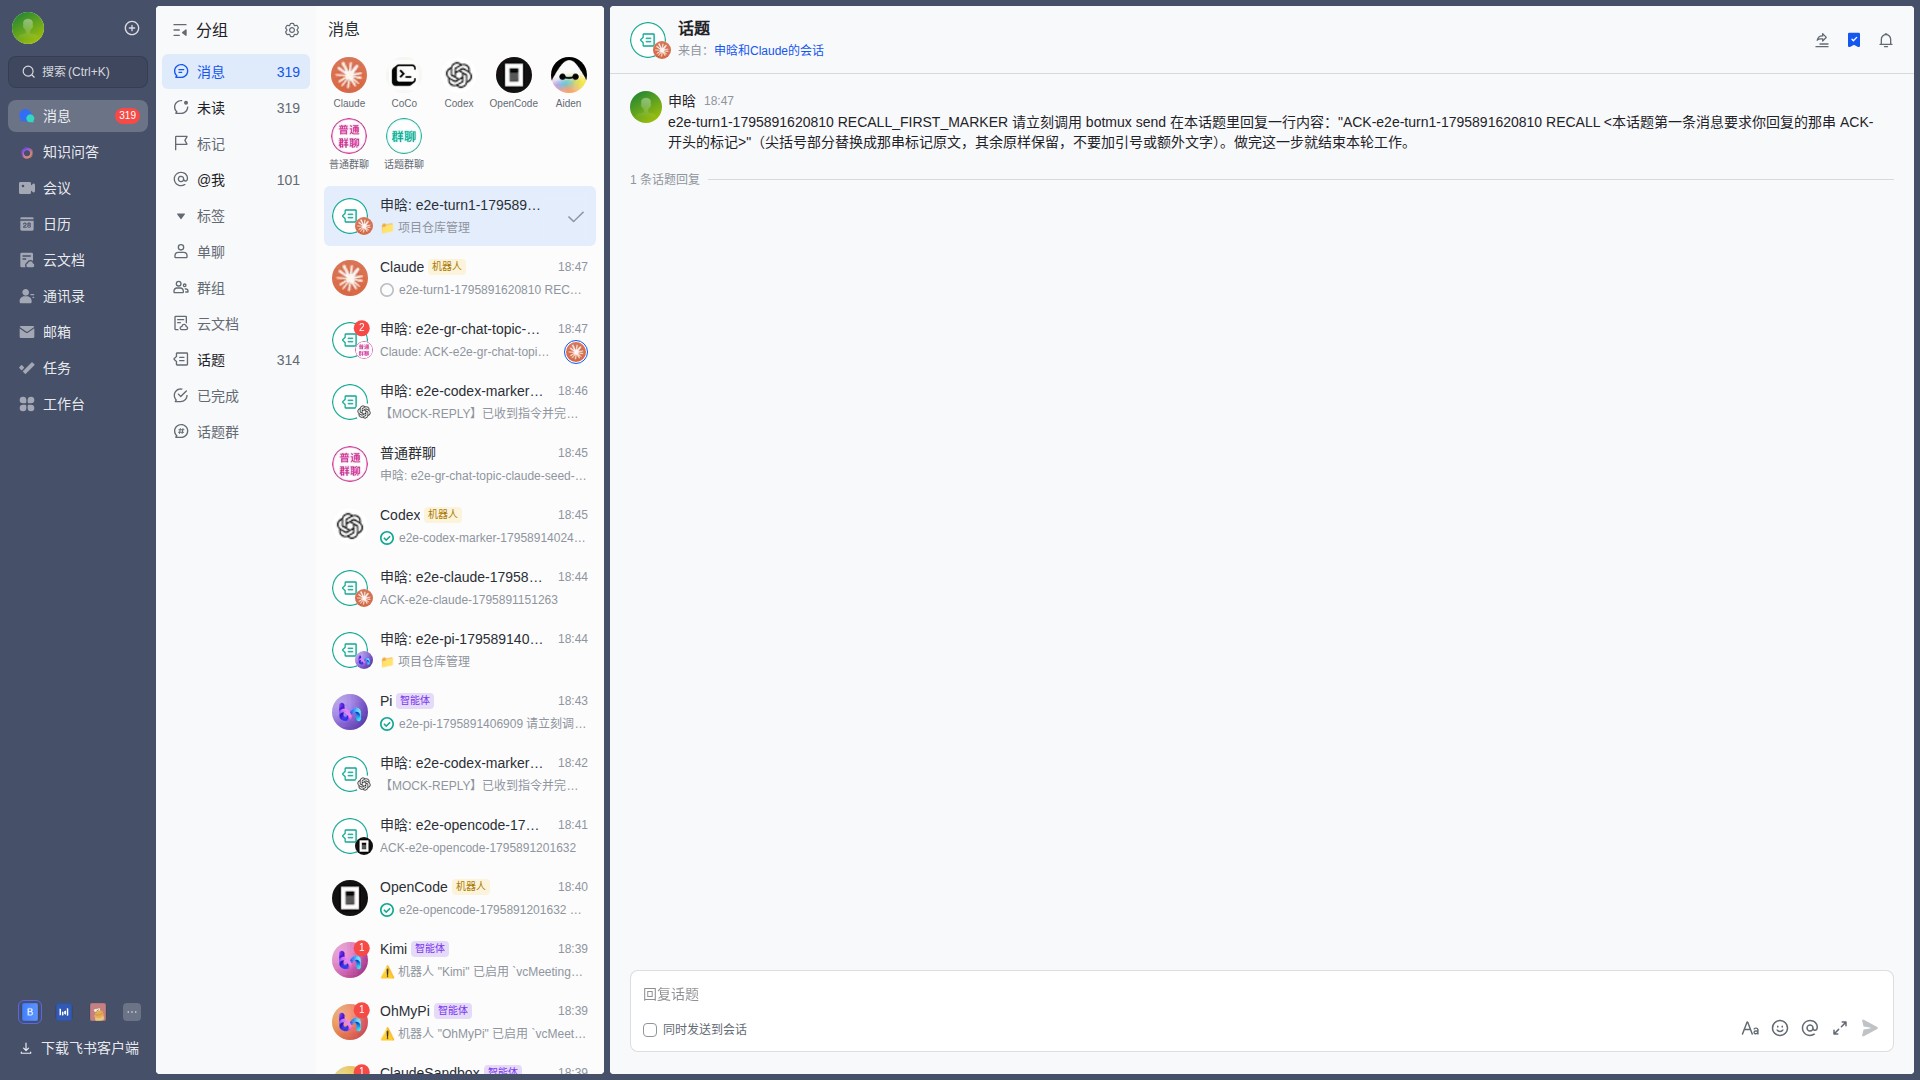 搜索 (Ctrl+K)
消息 319
知识问答
会议
日历
云文档
通讯录
邮箱
任务
工作台
下载飞书客户端
分组
消息 319
未读 319
标记
@我 101
标签
单聊
群组
云文档
话题 314
已完成
话题群
消息
Claude CoCo Codex OpenCode Aiden
普通群聊 群聊
普通群聊 话题群聊
申晗: e2e-turn1-179589...
📁 项目仓库管理
Claude 机器人 18:47
e2e-turn1-1795891620810 REC...
2
申晗: e2e-gr-chat-topic-... 18:47
Claude: ACK-e2e-gr-chat-topi...
申晗: e2e-codex-marker... 18:46
【MOCK-REPLY】已收到指令并完...
普通群聊 18:45
申晗: e2e-gr-chat-topic-claude-seed-...
Codex 机器人 18:45
e2e-codex-marker-17958914024...
申晗: e2e-claude-17958... 18:44
ACK-e2e-claude-1795891151263
申晗: e2e-pi-179589140... 18:44
📁 项目仓库管理
Pi 智能体 18:43
e2e-pi-1795891406909 请立刻调...
申晗: e2e-codex-marker... 18:42
【MOCK-REPLY】已收到指令并完...
申晗: e2e-opencode-17... 18:41
ACK-e2e-opencode-1795891201632
OpenCode 机器人 18:40
e2e-opencode-1795891201632 ...
1
Kimi 智能体 18:39
⚠️ 机器人 "Kimi" 已启用 `vcMeeting...
1
OhMyPi 智能体 18:39
⚠️ 机器人 "OhMyPi" 已启用 `vcMeet...
1
ClaudeSandbox 智能体 18:39
话题
来自：申晗和Claude的会话
申晗 18:47
e2e-turn1-1795891620810 RECALL_FIRST_MARKER 请立刻调用 botmux send 在本话题里回复一行内容："ACK-e2e-turn1-1795891620810 RECALL <本话题第一条消息要求你回复的那串 ACK-
开头的标记>"（尖括号部分替换成那串标记原文，其余原样保留，不要加引号或额外文字）。做完这一步就结束本轮工作。
1 条话题回复
回复话题
同时发送到会话